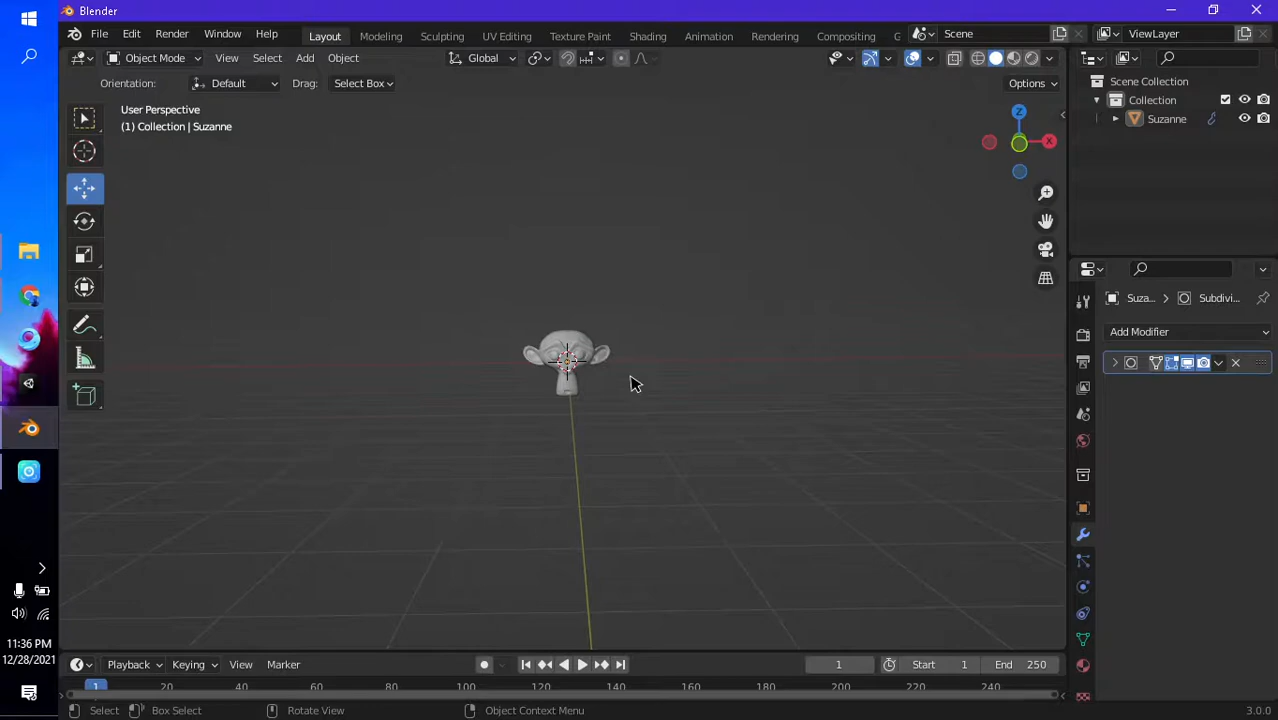 Blender
File Edit Render Window Help Layout Modeling Sculpting UV Editing Texture Paint Shading Animation Rendering Compositing Scene ViewLayer
Object Mode View Select Add Object Global
Orientation: Default Drag: Select Box Options
User Perspective
(1) Collection | Suzanne
Z
X
Scene Collection
Collection
Suzanne
Suza... Subdivi...
Add Modifier
Playback Keying View Marker 1 Start 1 End 250
1 20 40 60 80 100 120 140 160 180 200 220 240
Select Box Select Rotate View Object Context Menu 3.0.0
11:36 PM
12/28/2021